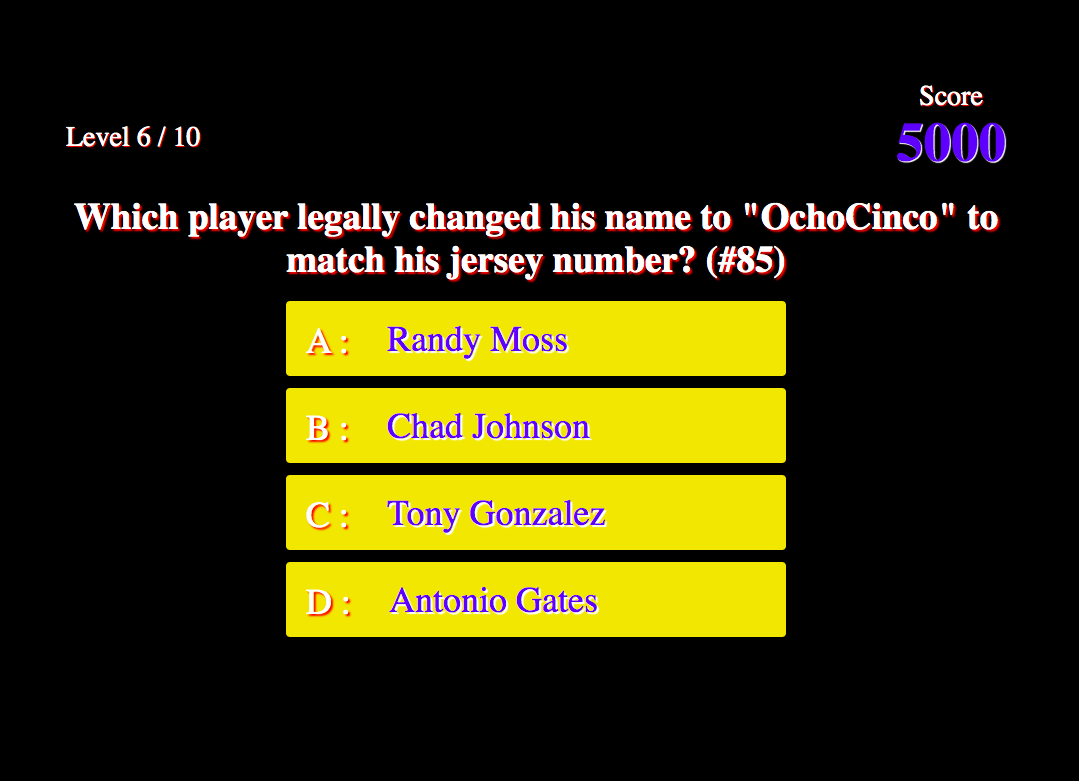 Score
Level 6 / 10
5000
Which player legally changed his name to "OchoCinco" to
match his jersey number? (#85)
A : Randy Moss
B : Chad Johnson
C : Tony Gonzalez
D : Antonio Gates